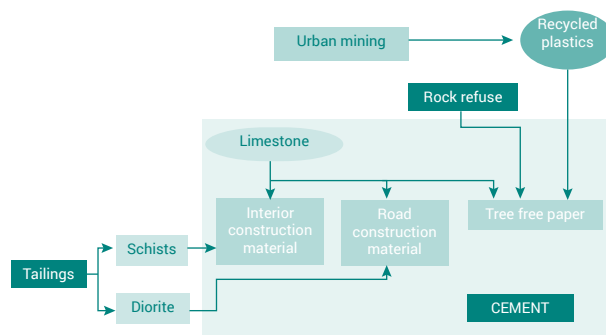 Recycled
plastics
Urban mining
Rock refuse
Limestone
Interior
construction
material
Road
construction
material
Tree free paper
Schists
Tailings
Diorite
CEMENT